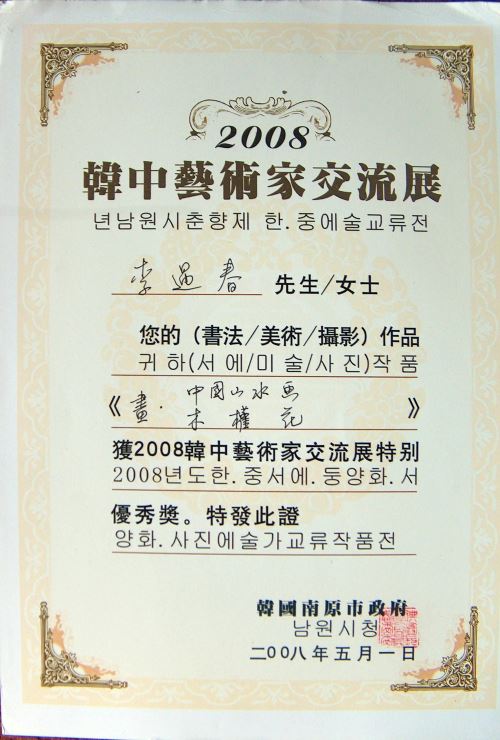 2008
韓中藝術家交流展
년남원시춘향제 한.중에술교류전
李過春 先生/女士
您的（書法/美術/攝影）作品
귀하(서에/미술/사진)작품
《畫.中國山水画
木槿花》
獲2008韓中藝術家交流展特别
2008년도한.중서에.둥양화.서
優秀獎。特發此證
양화.사진에술가교류작품전
韓國南原市政府
남원시청
二00八年五月一日